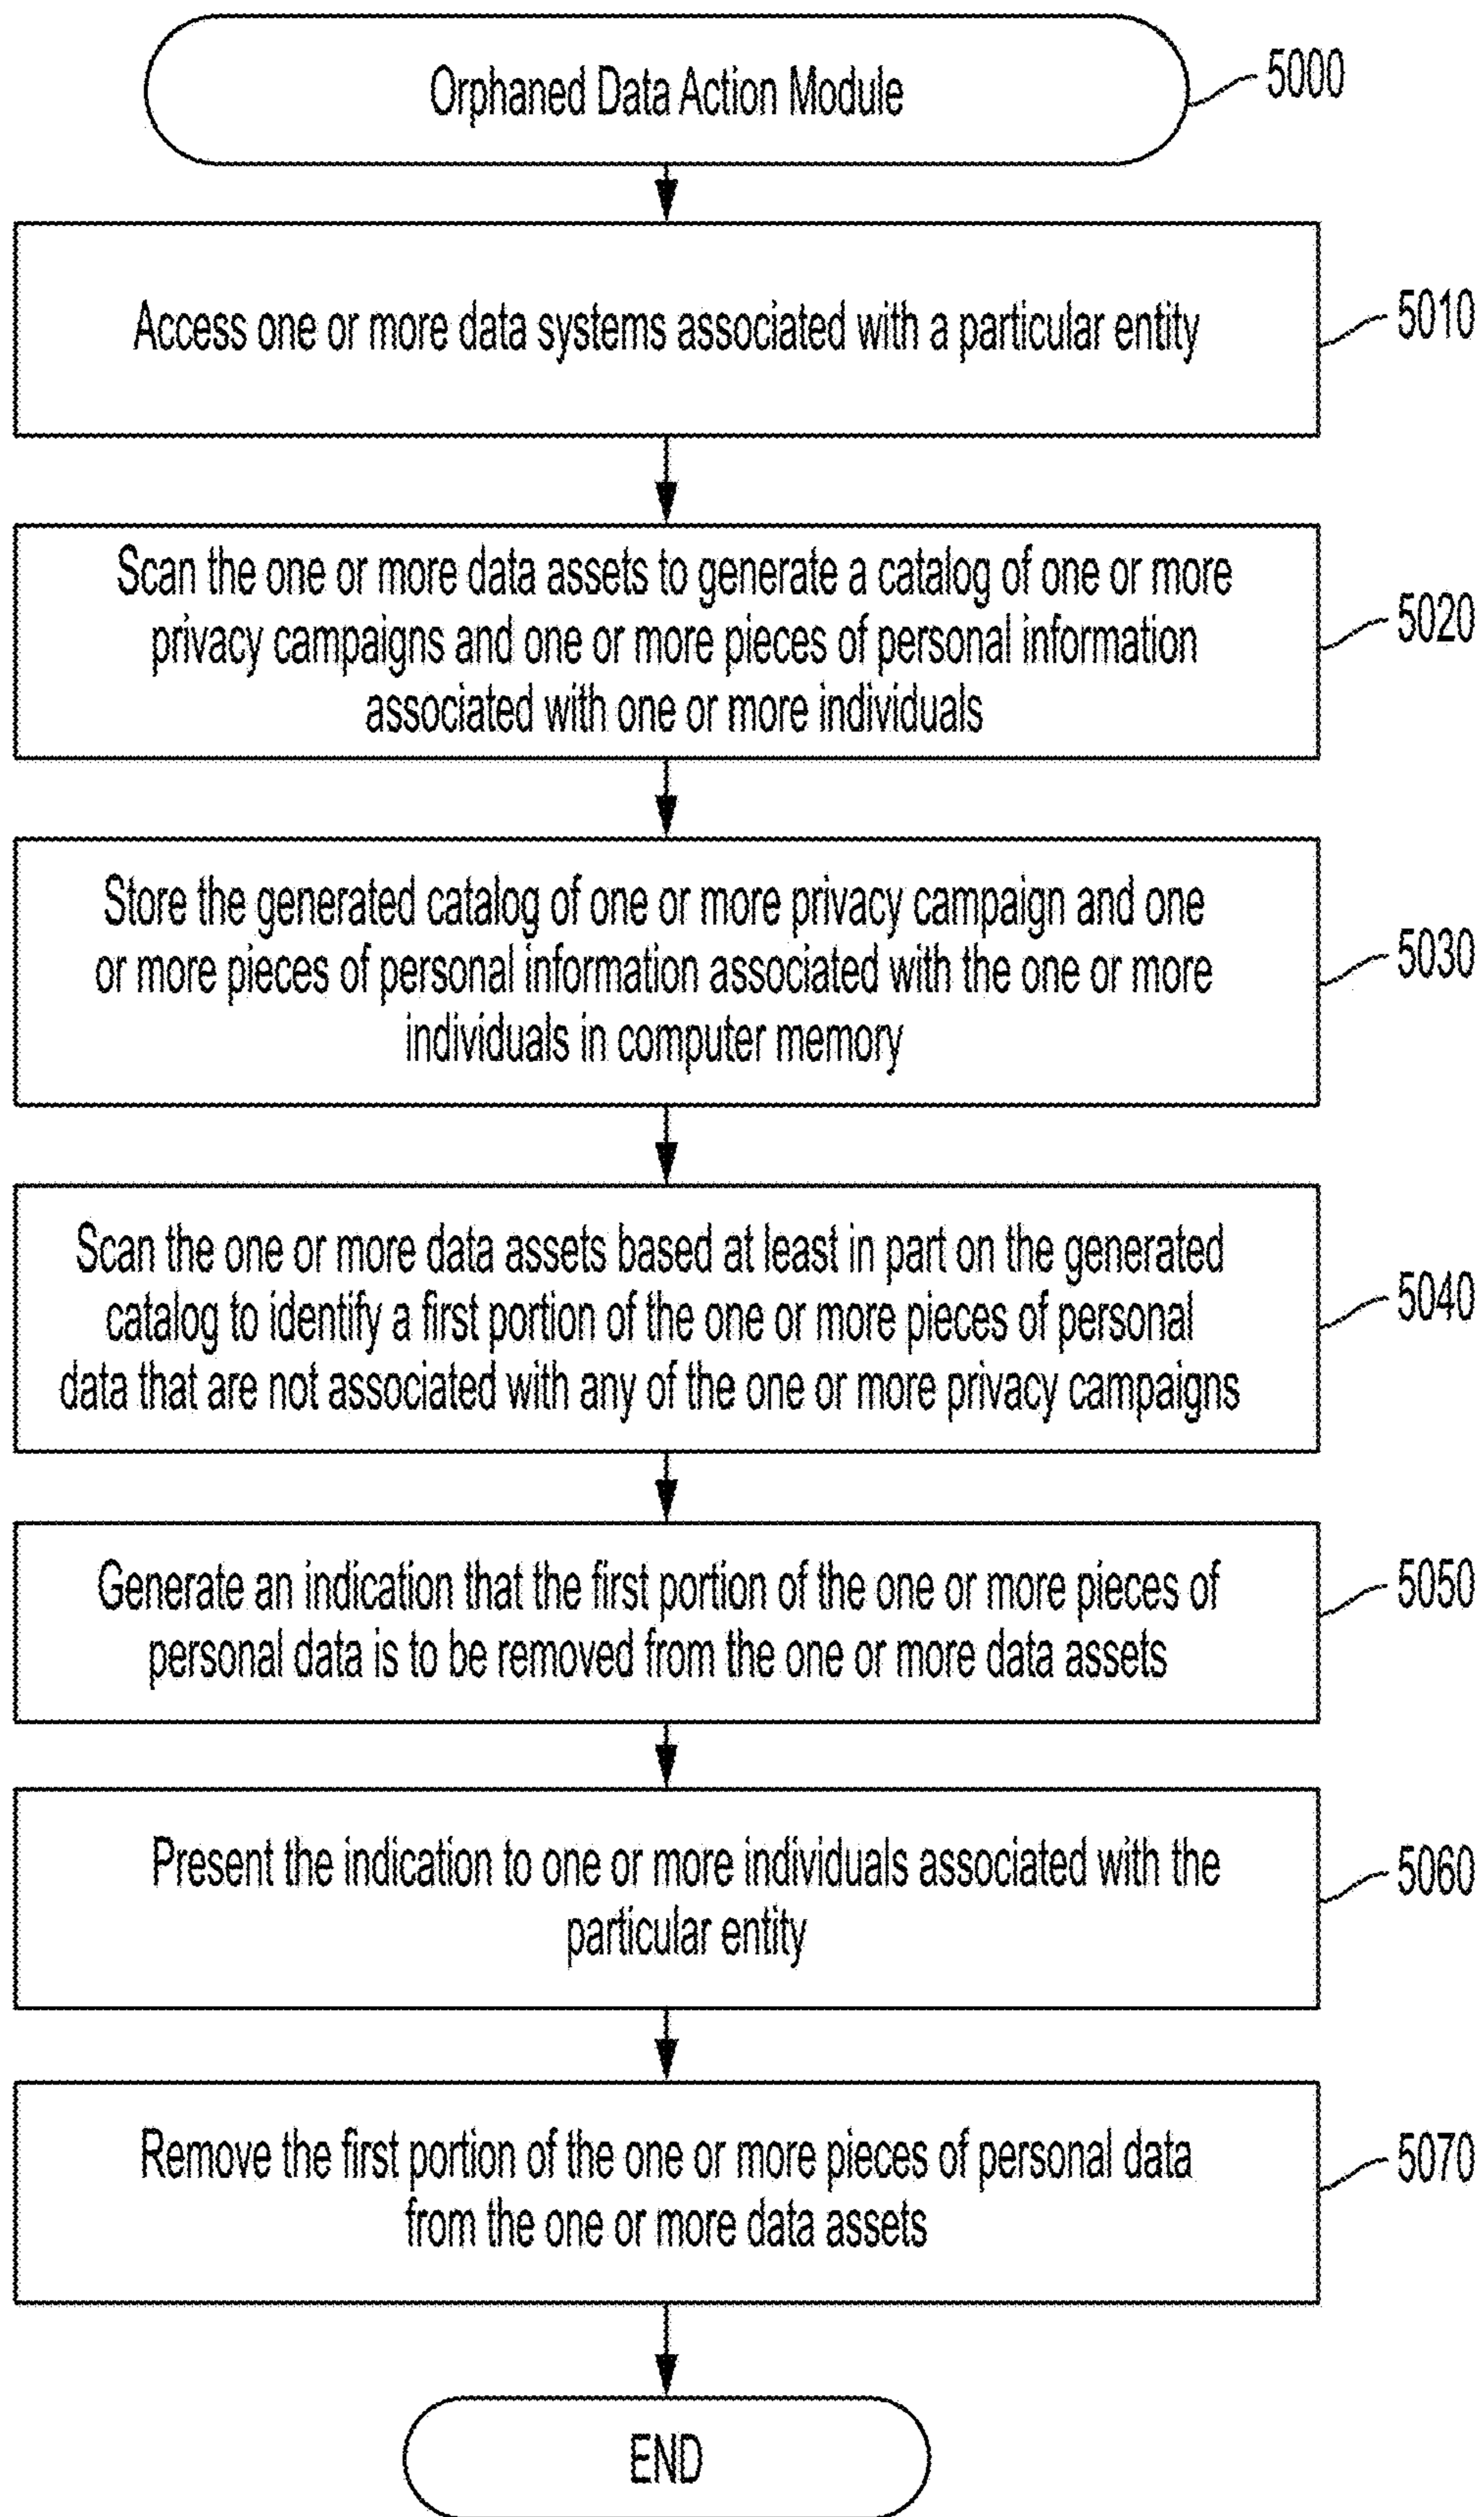 Orphaned Data Action Module
5000
Access one or more data systems associated with a particular entity
5010
Scan the one or more data assets to generate a catalog of one or more
privacy campaigns and one or more pieces of personal information
associated with one or more individuals
5020
Store the generated catalog of one or more privacy campaign and one
or more pieces of personal information associated with the one or more
individuals in computer memory
5030
Scan the one or more data assets based at least in part on the generated
catalog to identify a first portion of the one or more pieces of personal
data that are not associated with any of the one or more privacy campaigns
5040
Generate an indication that the first portion of the one or more pieces of
personal data is to be removed from the one or more data assets
5050
Present the indication to one or more individuals associated with the
particular entity
5060
Remove the first portion of the one or more pieces of personal data
from the one or more data assets
5070
END